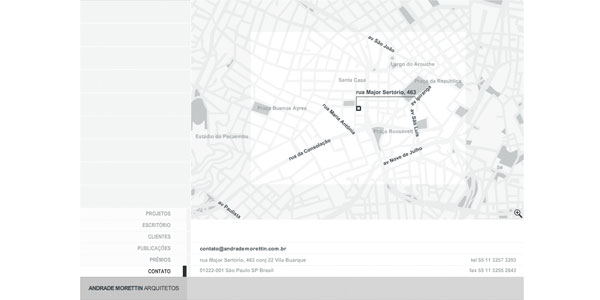 av São João
Largo do Arouche
Santa Casa
Praça da República
rua Major Sertório, 463
av Ipiranga
Praça Buenos Ayres
rua Maria Antônia
av São Luis
Praça Roosevelt
Estádio do Pacaembu
rua da Consolação
av Nove de Julho
av Paulista
PROJETOS
ESCRITÓRIO
CLIENTES
PUBLICAÇÕES
PRÊMIOS
CONTATO
contato@andrademorettin.com.br
rua Major Sertório, 463 conj 22 Vila Buarque
tel 55 11 3257 3383
01222-001 São Paulo SP Brasil
fax 55 11 3255 2843
ANDRADE MORETTIN ARQUITETOS